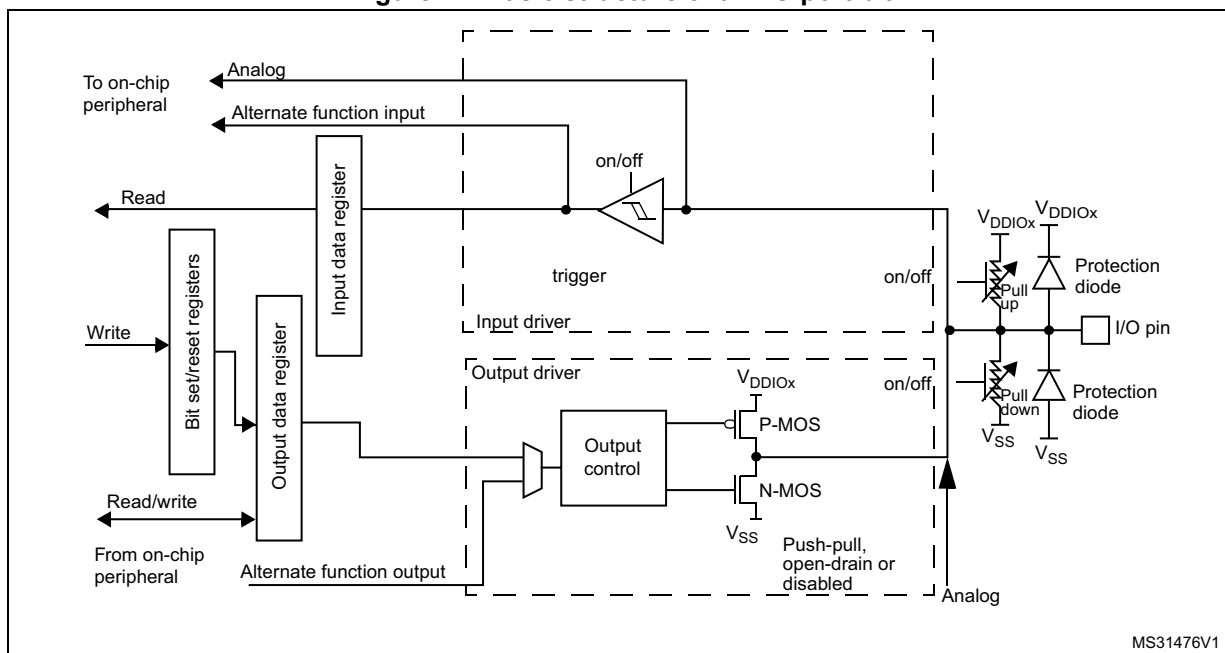 To on-chip
peripheral
Analog
Alternate function input
on/off
Read
Input data register
trigger
Input driver
V_DDIOx
V_DDIOx
on/off
Pull
up
Protection
diode
I/O pin
Write
Bit set/reset registers
Output data register
Output driver
V_DDIOx
P-MOS
Output
control
N-MOS
V_SS
on/off
Pull
down
V_SS
Protection
diode
V_SS
Read/write
From on-chip
peripheral
Alternate function output
Push-pull,
open-drain or
disabled
Analog
MS31476V1